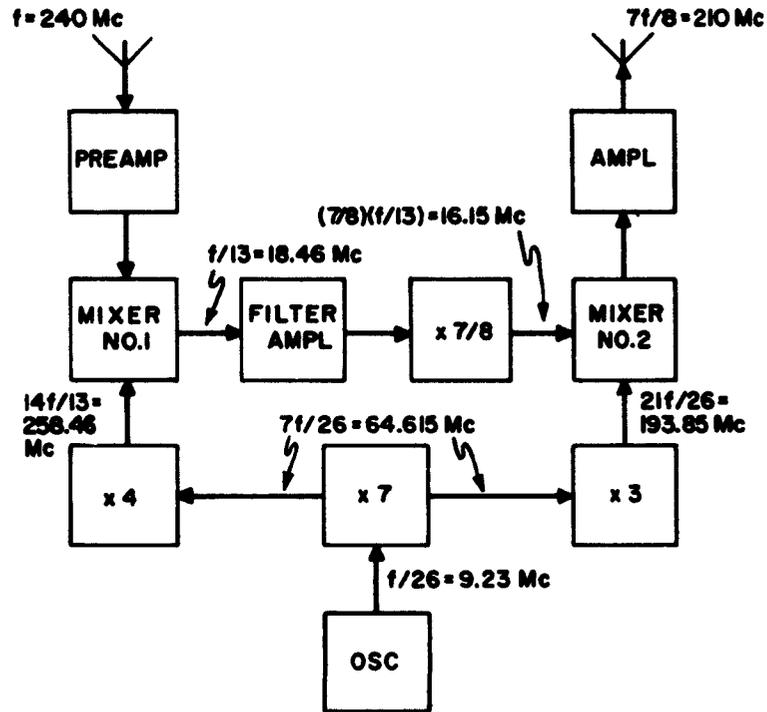 f=240 Mc
7f/8=210 Mc
PREAMP
AMPL
(7/8)(f/13)=16.15 Mc
f/13=18.46 Mc
MIXER
NO.1
FILTER
AMPL
x 7/8
MIXER
NO.2
14f/13=
258.46
Mc
7f/26=64.615 Mc
21f/26=
193.85 Mc
x 4
x 7
x 3
f/26=9.23 Mc
OSC